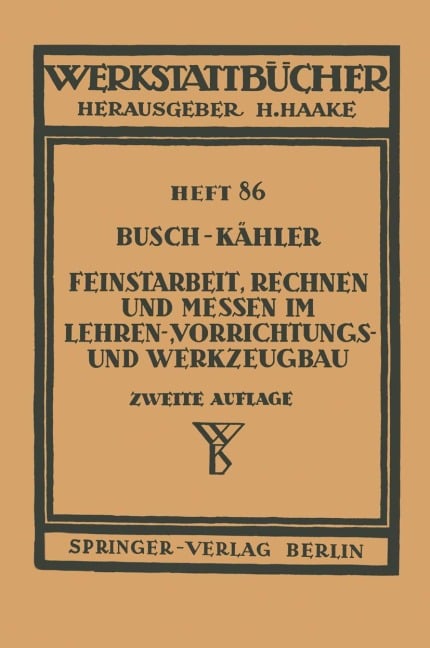 WERKSTATTBÜCHER
HERAUSGEBER H.HAAKE
HEFT 86
BUSCH-KÄHLER
FEINSTARBEIT, RECHNEN
UND MESSEN IM
LEHREN-,VORRICHTUNGS-
UND WERKZEUGBAU
ZWEITE AUFLAGE
WB
SPRINGER-VERLAG BERLIN